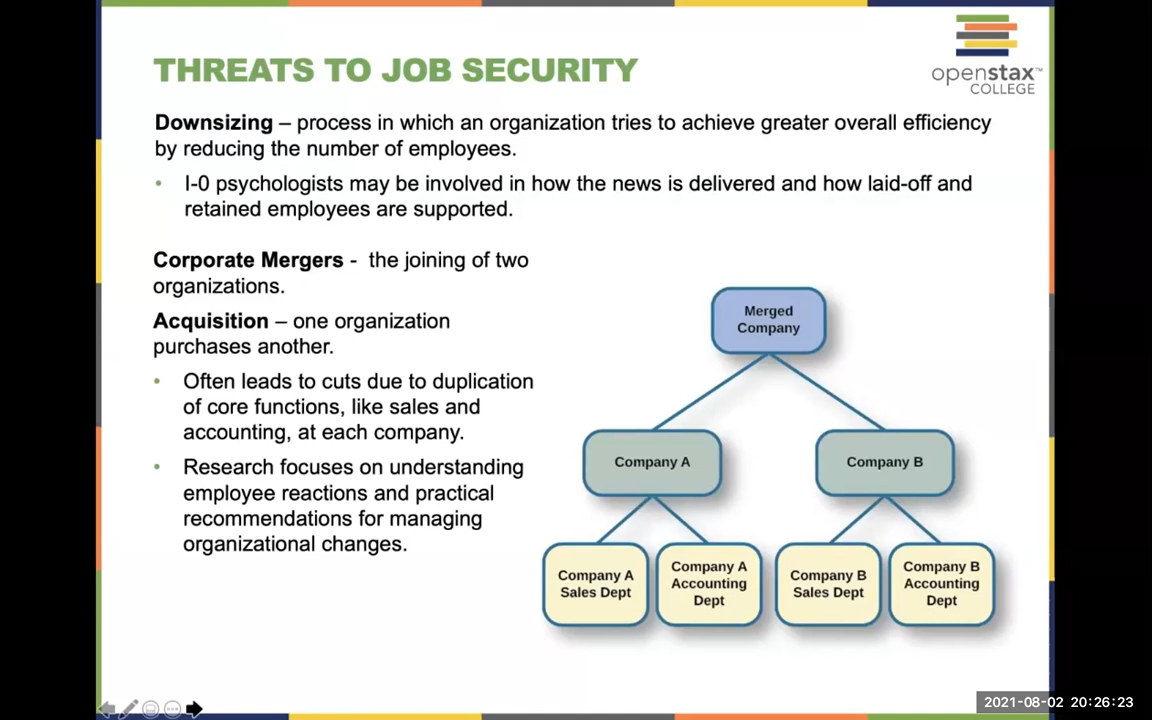 THREATS TO JOB SECURITY
openstax™
COLLEGE
Downsizing – process in which an organization tries to achieve greater overall efficiency
by reducing the number of employees.
• I-0 psychologists may be involved in how the news is delivered and how laid-off and
retained employees are supported.
Corporate Mergers - the joining of two
organizations.
Acquisition – one organization
purchases another.
• Often leads to cuts due to duplication
of core functions, like sales and
accounting, at each company.
• Research focuses on understanding
employee reactions and practical
recommendations for managing
organizational changes.
Merged
Company
Company A
Company B
Company A
Sales Dept
Company A
Accounting
Dept
Company B
Sales Dept
Company B
Accounting
Dept
2021-08-02 20:26:23